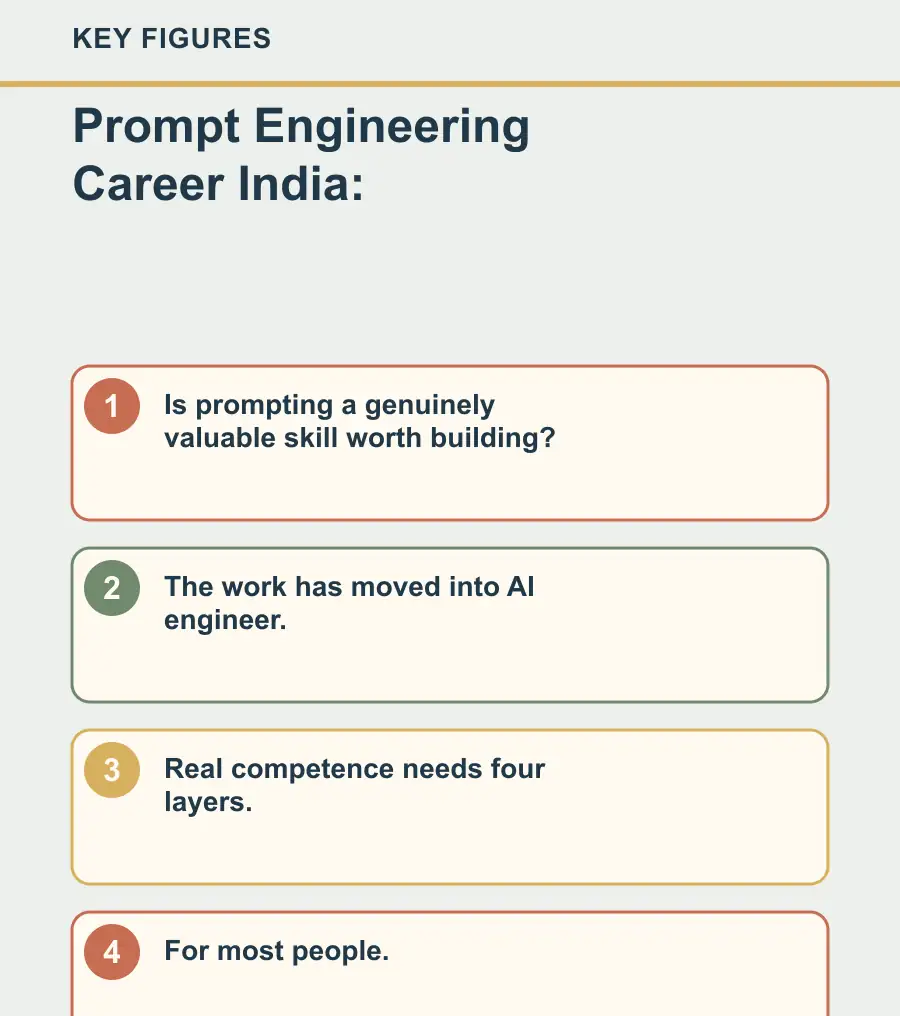 KEY FIGURES
Prompt Engineering
Career India:
1
Is prompting a genuinely
valuable skill worth building?
2
The work has moved into AI
engineer.
3
Real competence needs four
layers.
4
For most people.